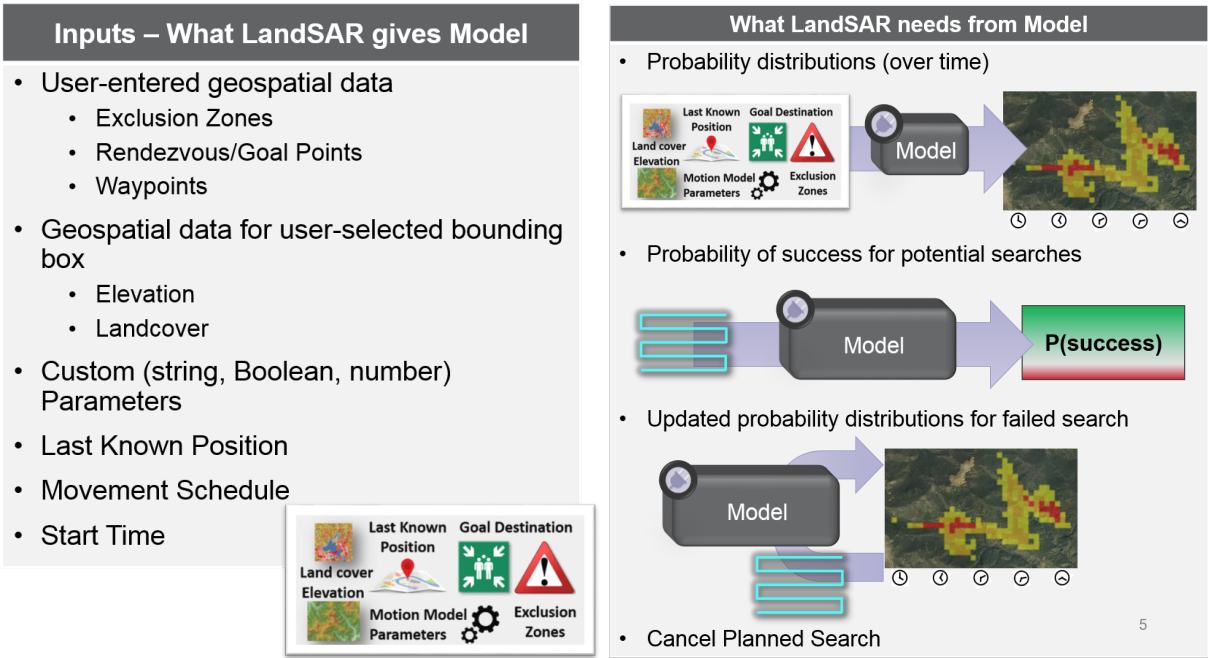 Inputs – What LandSAR gives Model
• User-entered geospatial data
• Exclusion Zones
• Rendezvous/Goal Points
• Waypoints
• Geospatial data for user-selected bounding
box
• Elevation
• Landcover
• Custom (string, Boolean, number)
Parameters
• Last Known Position
• Movement Schedule
• Start Time
Last Known
Position
Goal Destination
Land cover
Elevation
Motion Model
Parameters
Exclusion
Zones
What LandSAR needs from Model
• Probability distributions (over time)
Last Known
Position
Goal Destination
Land cover
Elevation
Motion Model
Parameters
Exclusion
Zones
Model
• Probability of success for potential searches
Model
P(success)
• Updated probability distributions for failed search
Model
• Cancel Planned Search
5